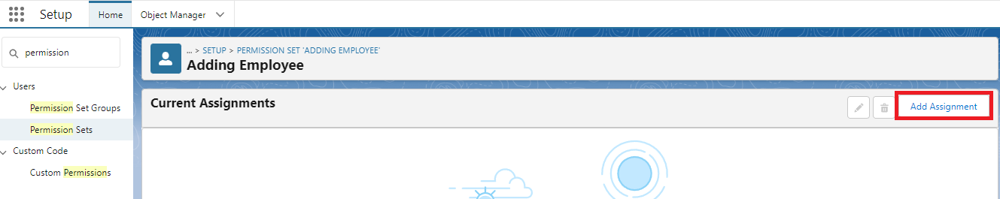 Setup Home Object Manager
permission
... > SETUP > PERMISSION SET 'ADDING EMPLOYEE'
Adding Employee
Users
Permission Set Groups
Permission Sets
Custom Code
Custom Permissions
Current Assignments
Add Assignment